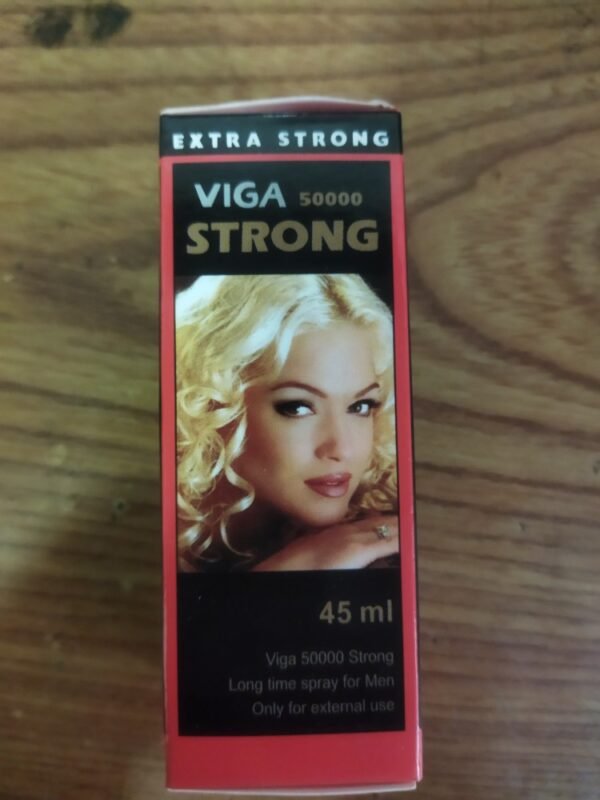 EXTRA STRONG
VIGA 50000
STRONG
45 ml
Viga 50000 Strong
Long time spray for Men
Only for external use